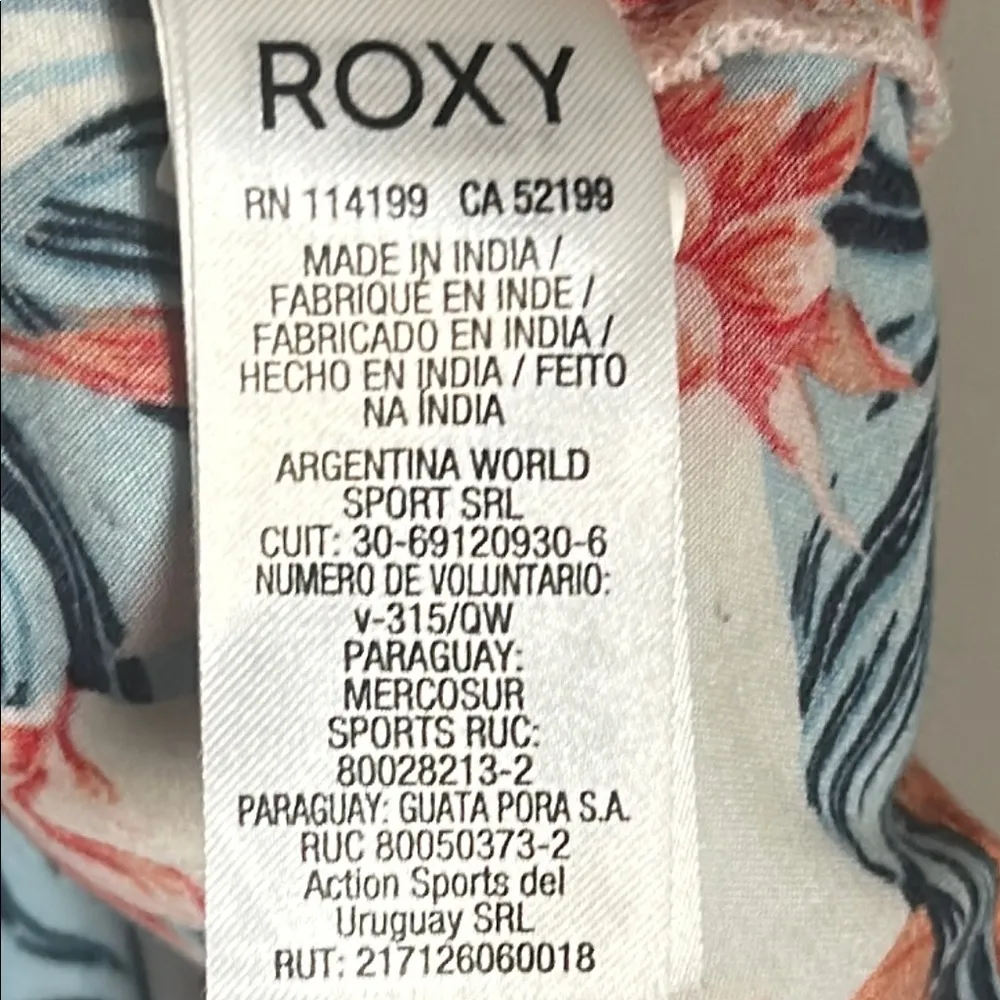 ROXY
RN 114199 CA 52199
MADE IN INDIA /
FABRIQUÉ EN INDE /
FABRICADO EN INDIA /
HECHO EN INDIA / FEITO
NA ÍNDIA
ARGENTINA WORLD
SPORT SRL
CUIT: 30-69120930-6
NUMERO DE VOLUNTARIO:
v-315/QW
PARAGUAY:
MERCOSUR
SPORTS RUC:
80028213-2
PARAGUAY: GUATA PORA S.A.
RUC 80050373-2
Action Sports del
Uruguay SRL
RUT: 217126060018